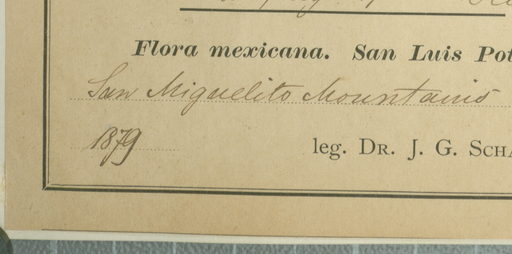 Flora mexicana. San Luis Pot
San Miguelito Mountains
1879
leg. Dr. J. G. Scha